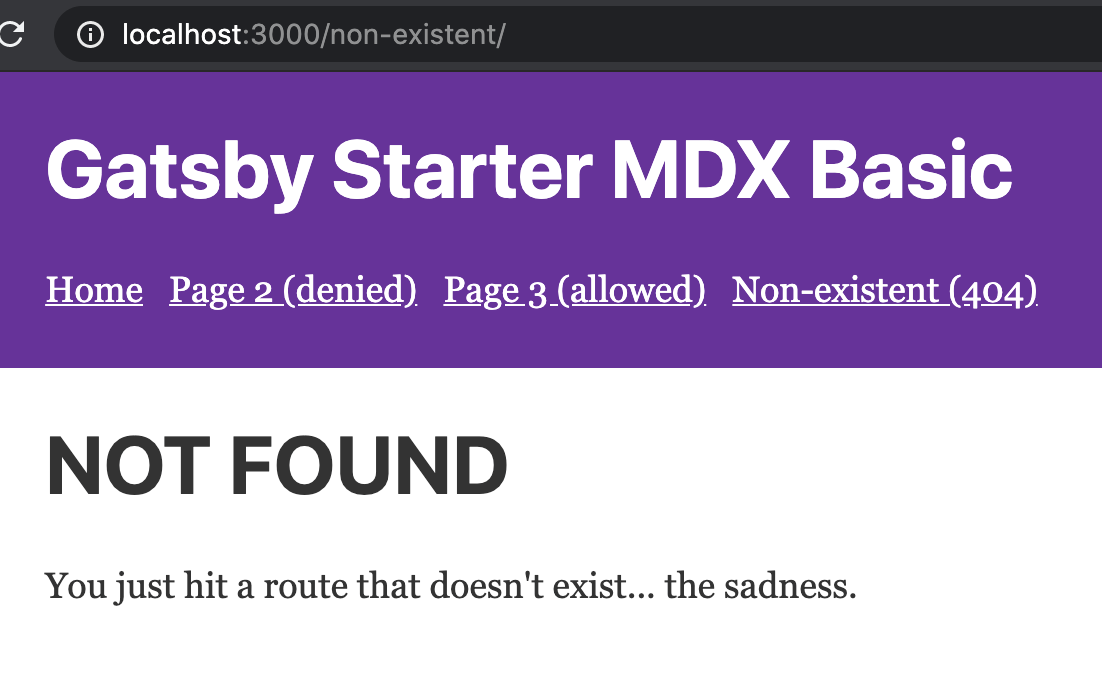 localhost:3000/non-existent/
Gatsby Starter MDX Basic
Home Page 2 (denied) Page 3 (allowed) Non-existent (404)
NOT FOUND
You just hit a route that doesn't exist... the sadness.